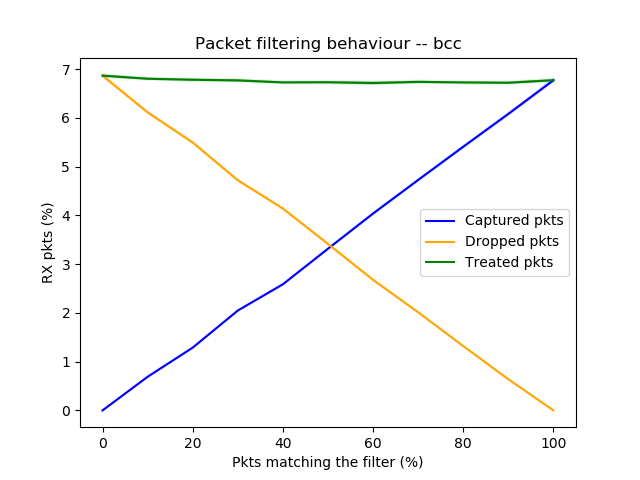 Packet filtering behaviour -- bcc
7
6
5
4
3
2
1
0
RX pkts (%)
Captured pkts
Dropped pkts
Treated pkts
0 20 40 60 80 100
Pkts matching the filter (%)